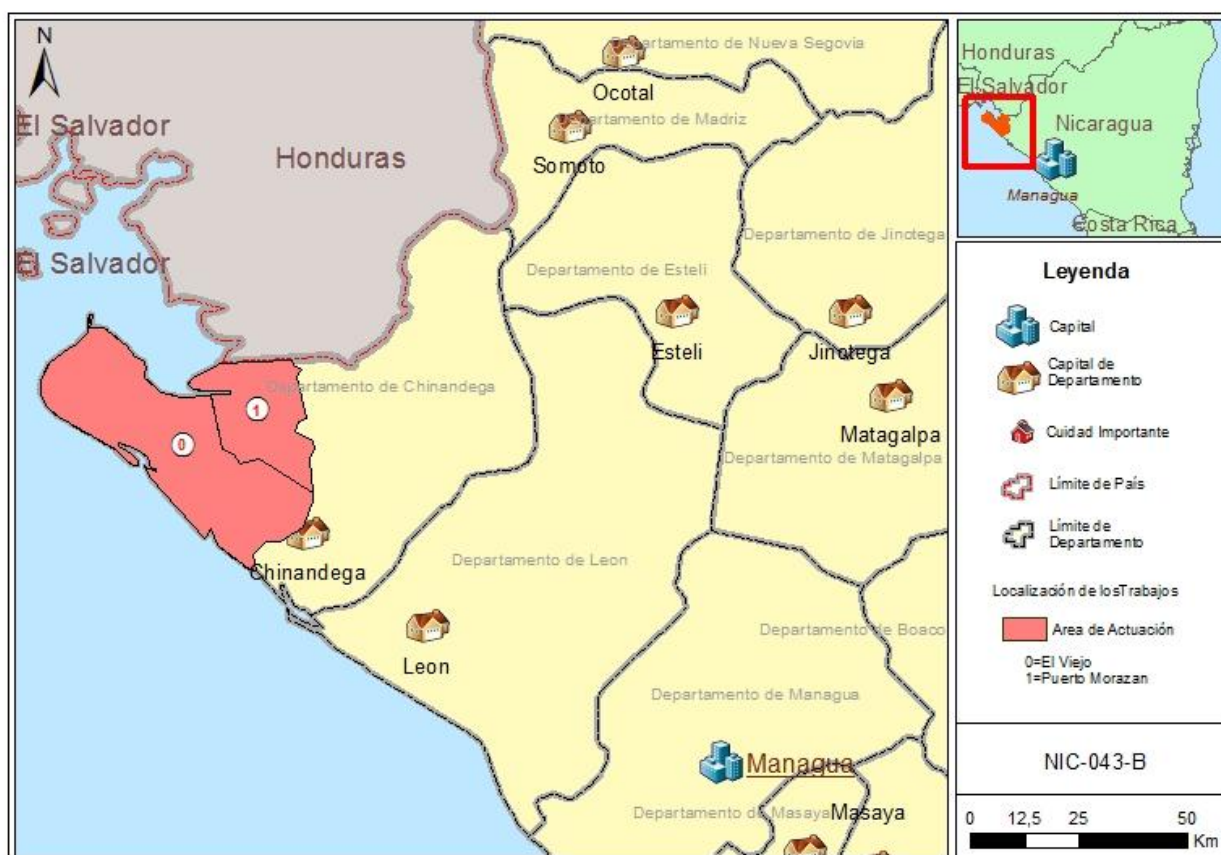 N
Departamento de Nueva Segovia
Ocotal
El Salvador
Departamento de Madriz
Honduras
Somoto
Departamento de Jinotega
El Salvador
Departamento de Esteli
Esteli
Jinotega
Departamento de Chinandega
1
0
Matagalpa
Departamento de Matagalpa
Chinandega
Departamento de Leon
Departamento de Boaco
Leon
Departamento de Managua
Managua
Departamento de Masaya
Masaya
Honduras
El Salvador
Nicaragua
Managua
Costa Rica
Leyenda
Capital
Capital de
Departamento
Cuidad Importante
Límite de País
Límite de
Departamento
Localización de losTrabajos
Area de Actuación
0=El Viejo
1=Puerto Morazan
NIC-043-B
0 12,5 25 50
Km